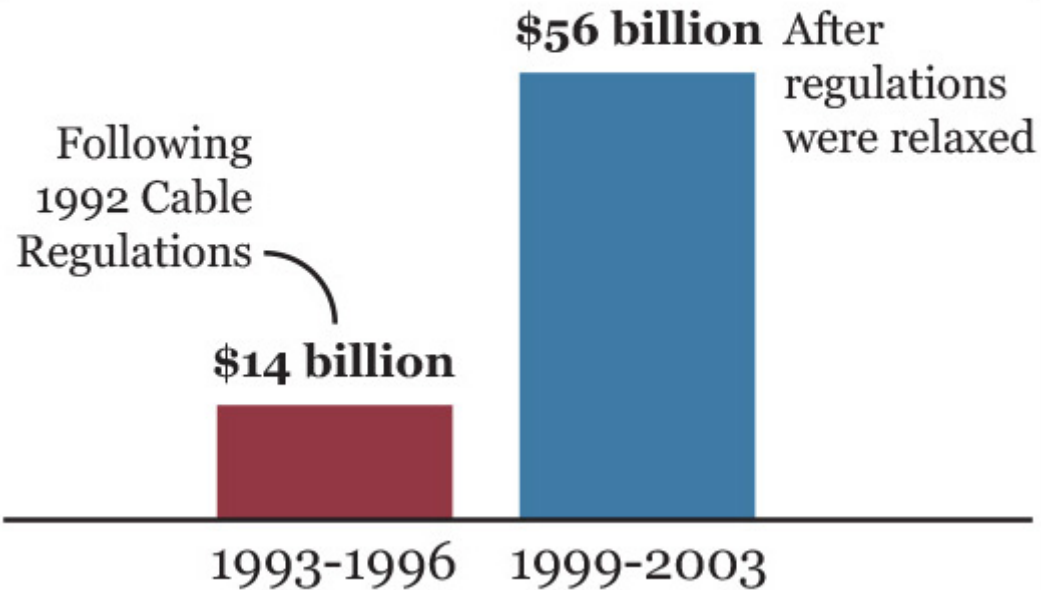 $56 billion
After
regulations
were relaxed
Following
1992 Cable
Regulations
$14 billion
1993-1996
1999-2003